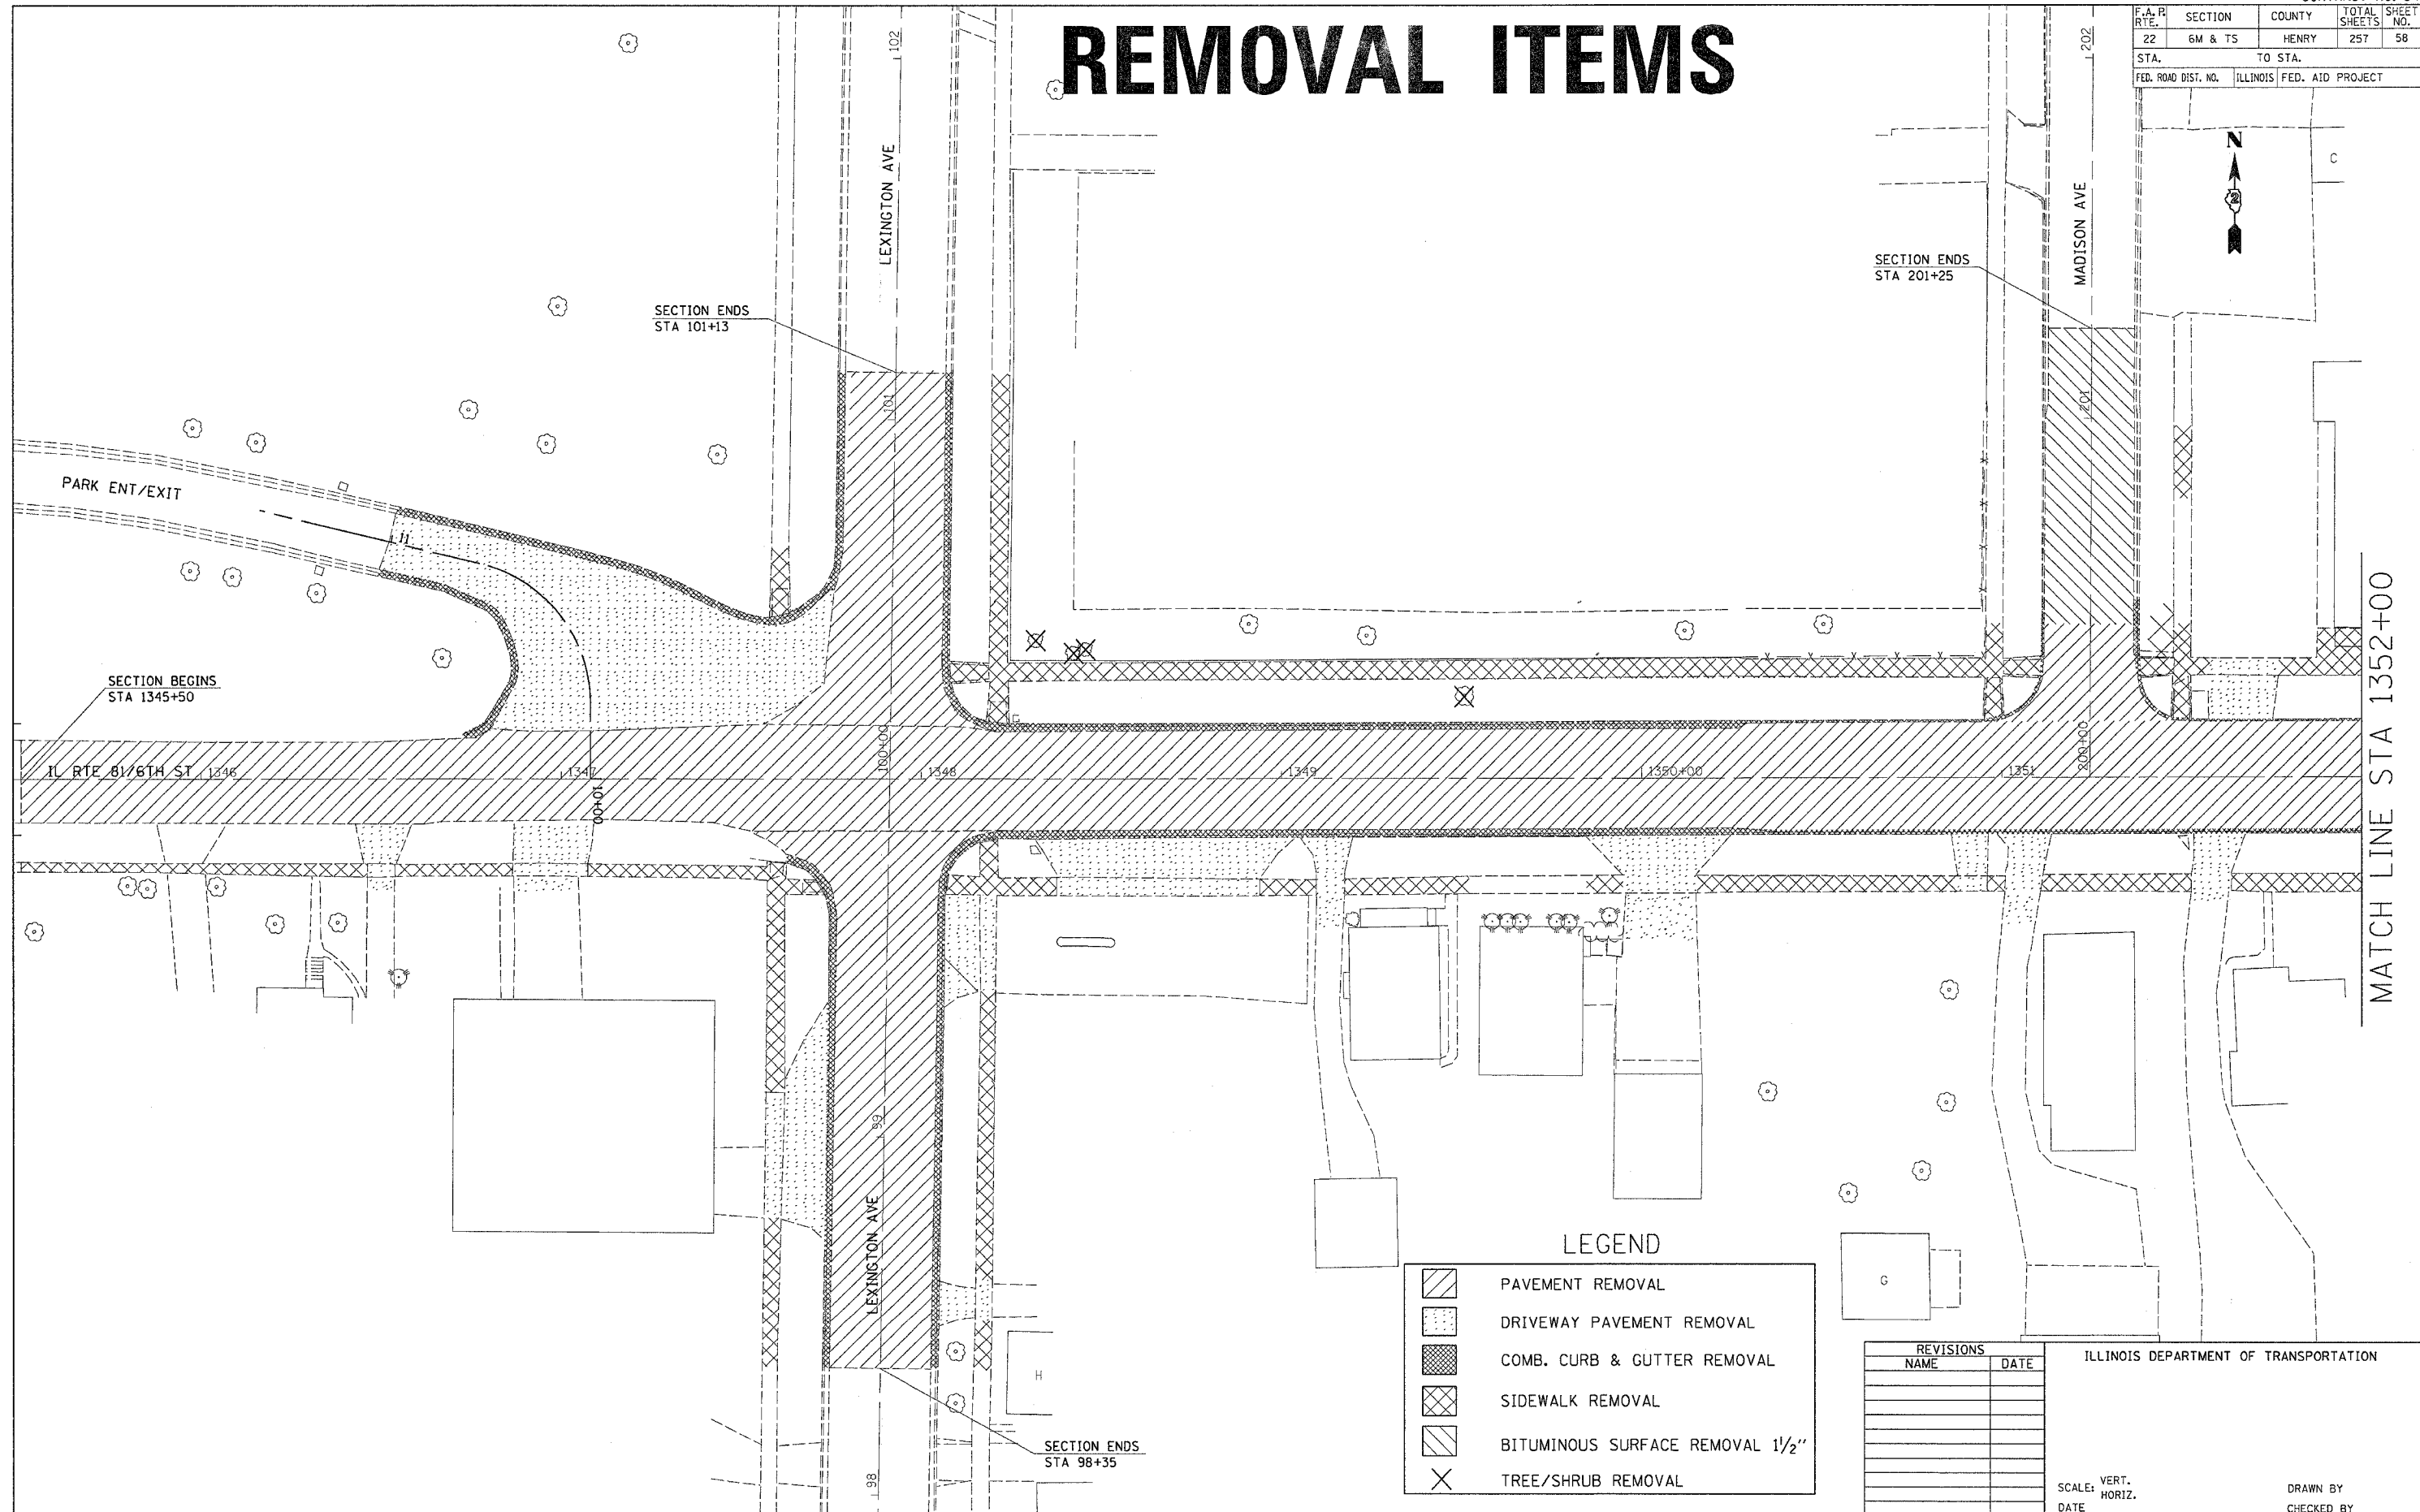 REMOVAL ITEMS
F.A.P. RTE. SECTION COUNTY TOTAL SHEETS SHEET NO.
22 6M & TS HENRY 257 58
STA. TO STA.
FED. ROAD DIST. NO. ILLINOIS FED. AID PROJECT
102
202
N
2
C
LEXINGTON AVE
MADISON AVE
SECTION ENDS
STA 201+25
SECTION ENDS
STA 101+13
101
201
PARK ENT/EXIT
11
SECTION BEGINS
STA 1345+50
MATCH LINE STA 1352+00
IL RTE 81/6TH ST
1346
1347
100+00
1348
1349
1350+00
1351
200+00
10+00
99
LEXINGTON AVE
G
H
SECTION ENDS
STA 98+35
98
LEGEND
PAVEMENT REMOVAL
DRIVEWAY PAVEMENT REMOVAL
COMB. CURB & GUTTER REMOVAL
SIDEWALK REMOVAL
BITUMINOUS SURFACE REMOVAL 1 1/2"
TREE/SHRUB REMOVAL
REVISIONS
NAME DATE
ILLINOIS DEPARTMENT OF TRANSPORTATION
SCALE: VERT.
HORIZ.
DRAWN BY
DATE
CHECKED BY